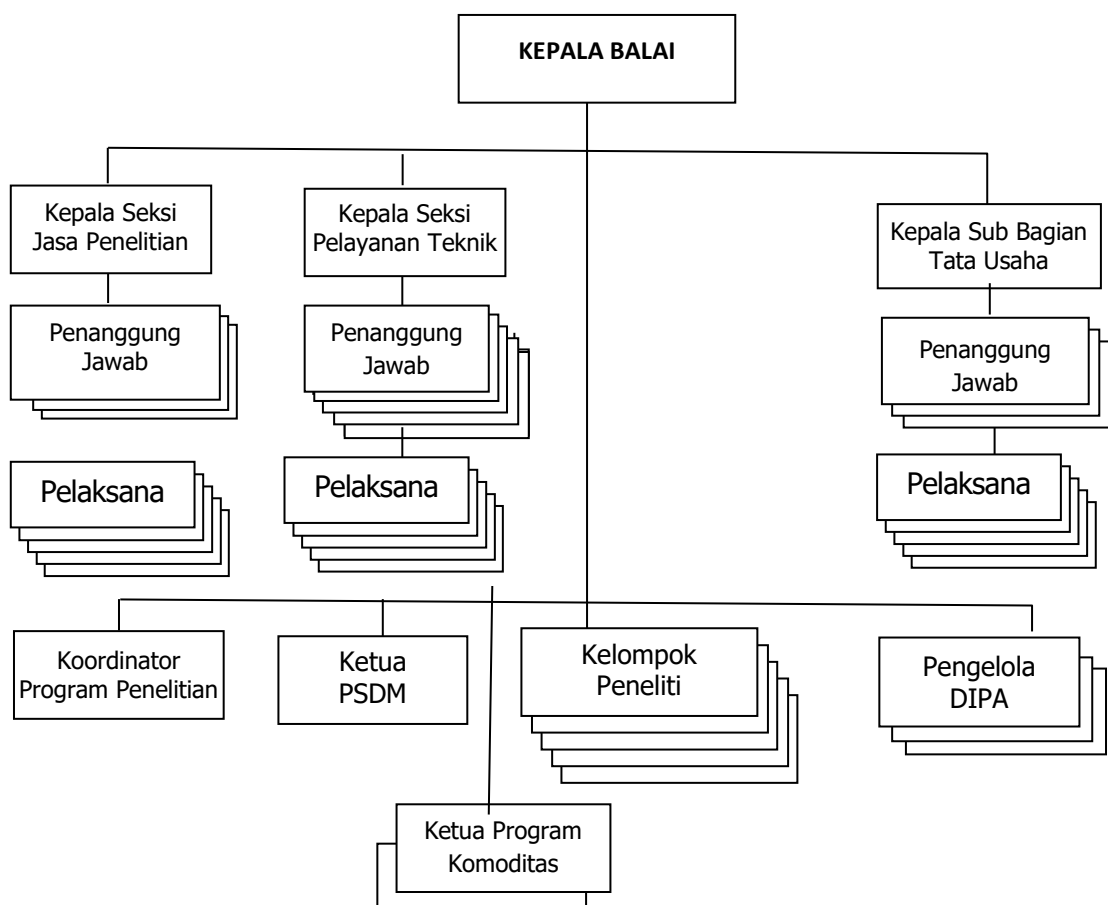 KEPALA BALAI
Kepala Seksi
Jasa Penelitian
Kepala Seksi
Pelayanan Teknik
Kepala Sub Bagian
Tata Usaha
Penanggung
Jawab
Penanggung
Jawab
Penanggung
Jawab
Pelaksana
Pelaksana
Pelaksana
Koordinator
Program Penelitian
Ketua
PSDM
Kelompok
Peneliti
Pengelola
DIPA
Ketua Program
Komoditas